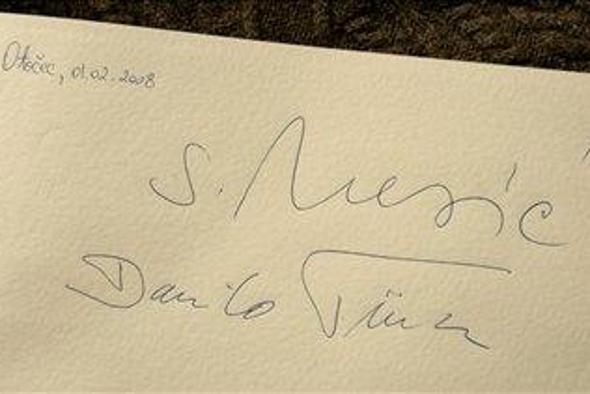 Otočec, 01.02.2008
S. Mesić
Danilo Türk